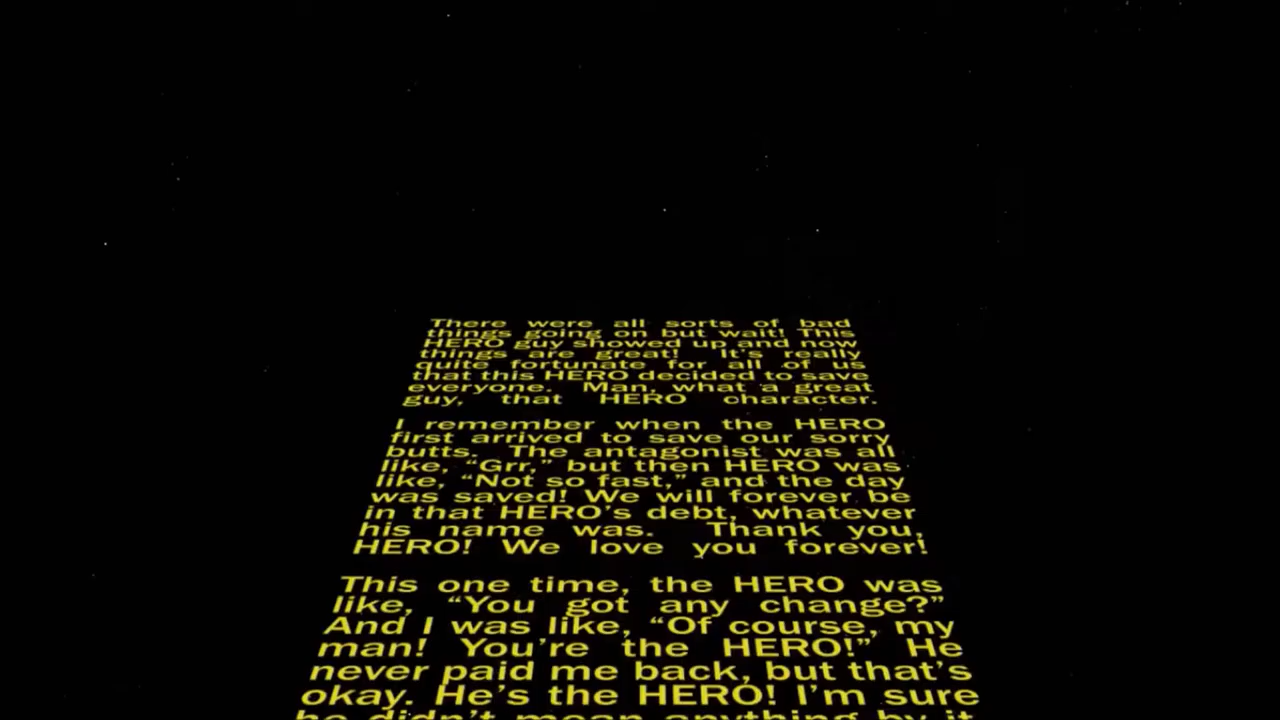 There were all sorts of bad
things going on but wait! This
HERO guy showed up and now
things are great! It's really
quite fortunate for all of us
that this HERO decided to save
everyone. Man, what a great
guy, that HERO character.
I remember when the HERO
first arrived to save our sorry
butts. The antagonist was all
like, “Grr,” but then HERO was
like, “Not so fast,” and the day
was saved! We will forever be
in that HERO's debt, whatever
his name was. Thank you,
HERO! We love you forever!
This one time, the HERO was
like, “You got any change?”
And I was like, “Of course, my
man! You're the HERO!” He
never paid me back, but that's
okay. He's the HERO! I'm sure
he didn't mean anything by it